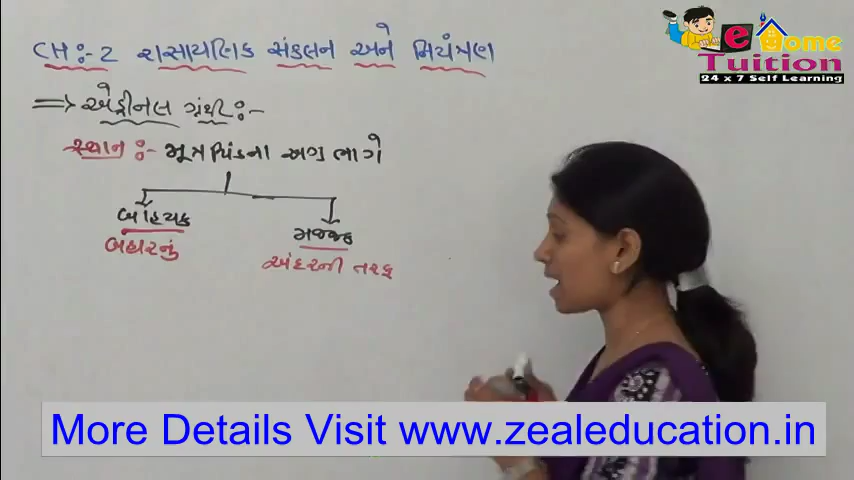 CH:-2 રાસાયણિક સંકલન અને નિયંત્રણ
⇒ એડ્રીનલ ગ્રંથી:-
સ્થાન :- મૂત્રપિંડના અગ્ર ભાગે
બાહ્યક
મજ્જક
બહારનું
અંદરની તરફ
e Home
Tuition
24 x 7 Self Learning
More Details Visit www.zealeducation.in